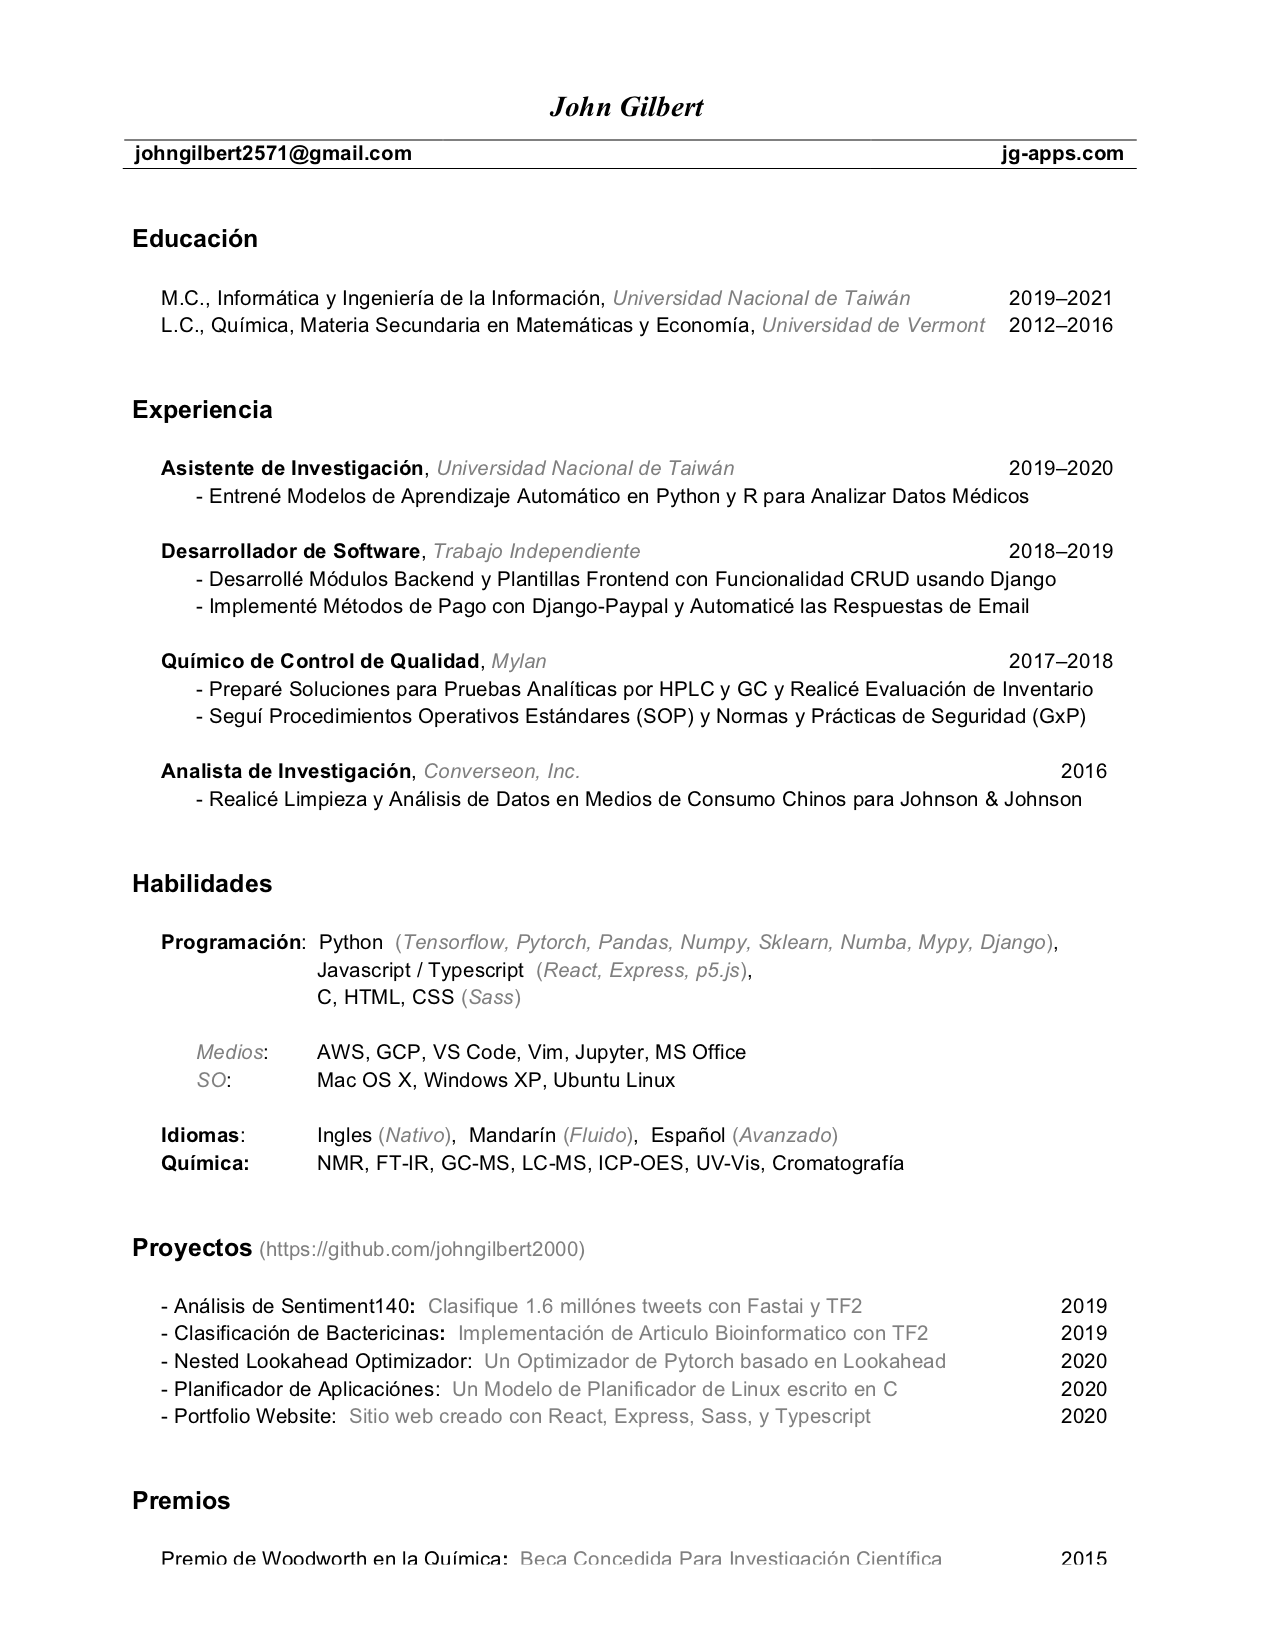 John Gilbert
johngilbert2571@gmail.com jg-apps.com
Educación
M.C., Informática y Ingeniería de la Información, Universidad Nacional de Taiwán 2019–2021
L.C., Química, Materia Secundaria en Matemáticas y Economía, Universidad de Vermont 2012–2016
Experiencia
Asistente de Investigación, Universidad Nacional de Taiwán 2019–2020
- Entrené Modelos de Aprendizaje Automático en Python y R para Analizar Datos Médicos
Desarrollador de Software, Trabajo Independiente 2018–2019
- Desarrollé Módulos Backend y Plantillas Frontend con Funcionalidad CRUD usando Django
- Implementé Métodos de Pago con Django-Paypal y Automaticé las Respuestas de Email
Químico de Control de Qualidad, Mylan 2017–2018
- Preparé Soluciones para Pruebas Analíticas por HPLC y GC y Realicé Evaluación de Inventario
- Seguí Procedimientos Operativos Estándares (SOP) y Normas y Prácticas de Seguridad (GxP)
Analista de Investigación, Converseon, Inc. 2016
- Realicé Limpieza y Análisis de Datos en Medios de Consumo Chinos para Johnson & Johnson
Habilidades
Programación: Python (Tensorflow, Pytorch, Pandas, Numpy, Sklearn, Numba, Mypy, Django),
Javascript / Typescript (React, Express, p5.js),
C, HTML, CSS (Sass)
Medios: AWS, GCP, VS Code, Vim, Jupyter, MS Office
SO: Mac OS X, Windows XP, Ubuntu Linux
Idiomas: Ingles (Nativo), Mandarín (Fluido), Español (Avanzado)
Química: NMR, FT-IR, GC-MS, LC-MS, ICP-OES, UV-Vis, Cromatografía
Proyectos (https://github.com/johngilbert2000)
- Análisis de Sentiment140: Clasifique 1.6 millónes tweets con Fastai y TF2 2019
- Clasificación de Bactericinas: Implementación de Articulo Bioinformatico con TF2 2019
- Nested Lookahead Optimizador: Un Optimizador de Pytorch basado en Lookahead 2020
- Planificador de Aplicaciónes: Un Modelo de Planificador de Linux escrito en C 2020
- Portfolio Website: Sitio web creado con React, Express, Sass, y Typescript 2020
Premios
Premio de Woodworth en la Química: Beca Concedida Para Investigación Científica 2015